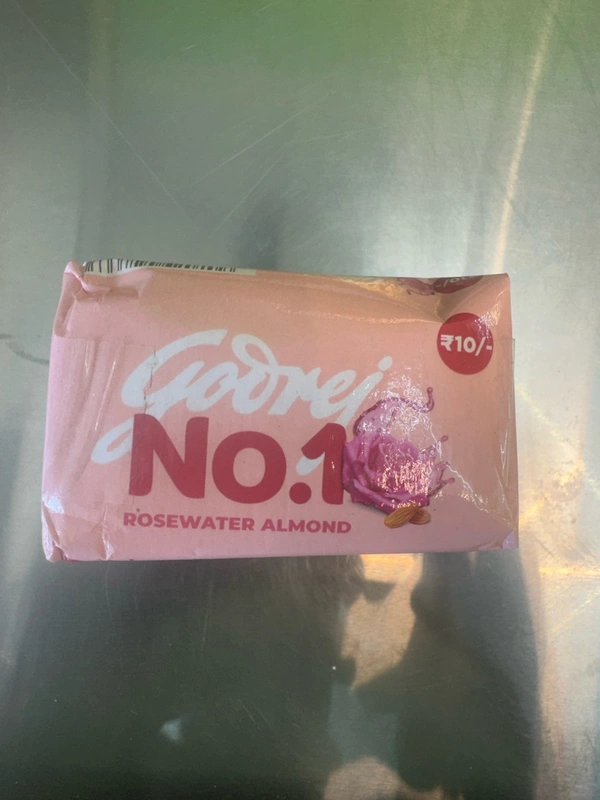 Godrej
₹10/-
No.1
ROSEWATER ALMOND